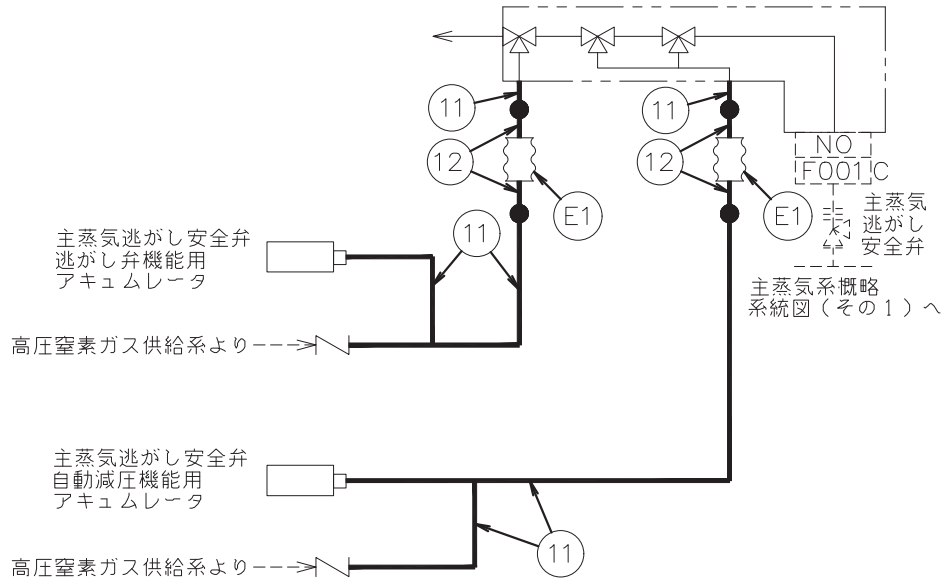 11
11
12
12
E1
E1
NO
F001C
主蒸気
逃がし
安全弁
主蒸気系概略
系統図（その１）へ
11
主蒸気逃がし安全弁
逃がし弁機能用
アキュムレータ
高圧窒素ガス供給系より
主蒸気逃がし安全弁
自動減圧機能用
アキュムレータ
11
高圧窒素ガス供給系より